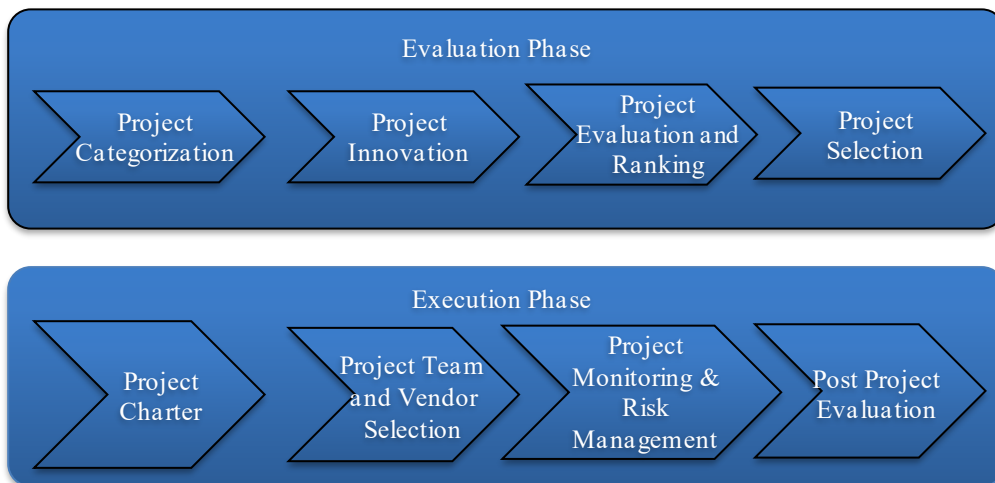 Evaluation Phase
Project
Categorization
Project
Innovation
Project
Evaluation and
Ranking
Project
Selection
Execution Phase
Project
Charter
Project Team
and Vendor
Selection
Project
Monitoring &
Risk
Management
Post Project
Evaluation